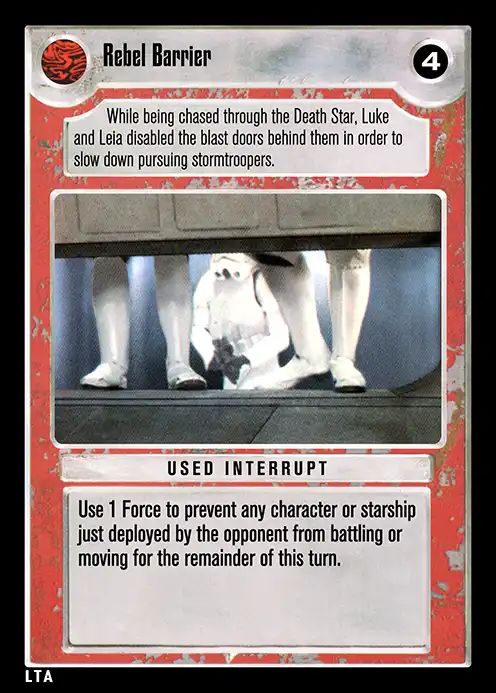 Rebel Barrier
4
While being chased through the Death Star, Luke
and Leia disabled the blast doors behind them in order to
slow down pursuing stormtroopers.
USED INTERRUPT
Use 1 Force to prevent any character or starship
just deployed by the opponent from battling or
moving for the remainder of this turn.
LTA